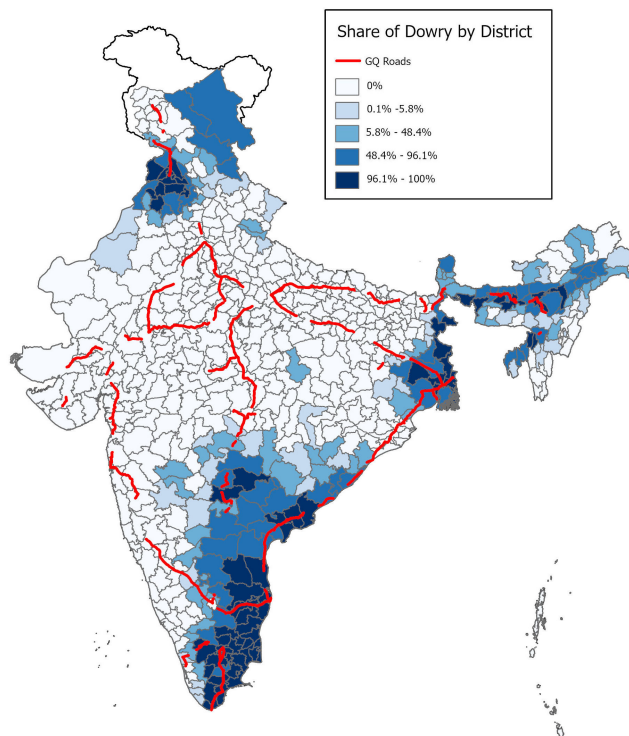 Share of Dowry by District
GQ Roads
0%
0.1% -5.8%
5.8% - 48.4%
48.4% - 96.1%
96.1% - 100%